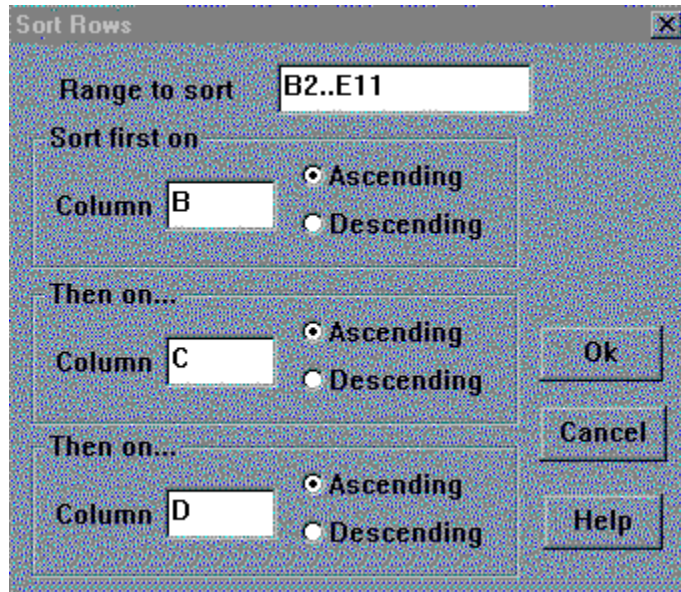 Sort Rows
Range to sort B2..E11
Sort first on
Ascending
Column B
Descending
Then on...
Ascending
Column C
Descending
Ok
Cancel
Then on...
Ascending
Column D
Descending
Help